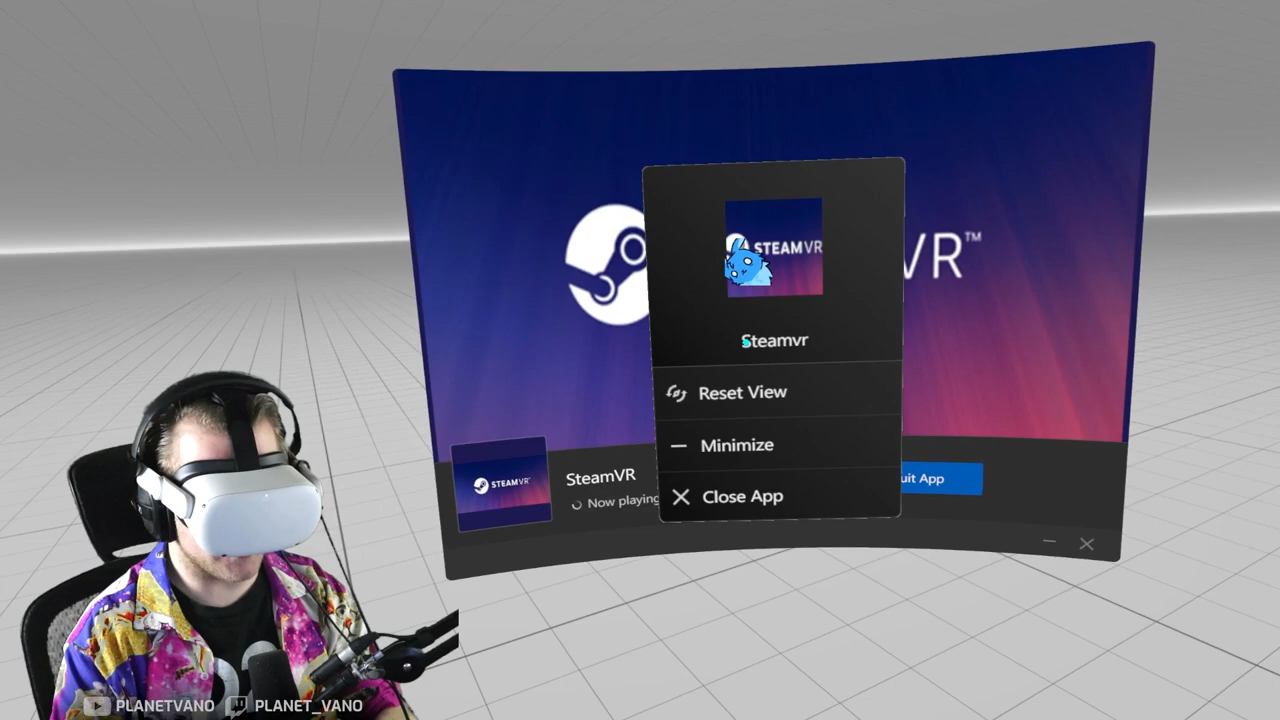 VR™
STEAMVR
Steamvr
Reset View
Minimize
Close App
STEAMVR
SteamVR
Now playing
uit App
PLANETVANO
PLANET_VANO